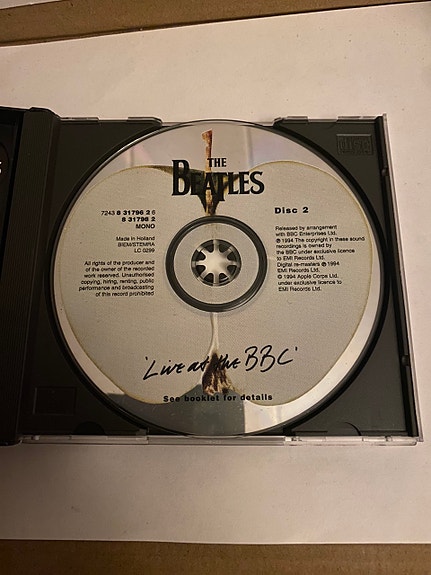 THE
BEATLES
7243 8 31796 2 6
8 31798 2
MONO
Made in Holland
BIEM/STEMRA
LC 0299
All rights of the producer and
of the owner of the recorded
work reserved. Unauthorised
copying, hiring, renting, public
performance and broadcasting
of this record prohibited
Disc 2
Released by arrangement
with BBC Enterprises Ltd.
℗ 1994 The copyright in these sound
recordings is owned by
the BBC under exclusive licence
to EMI Records Ltd.
Digital re-masters ℗ 1994
EMI Records Ltd.
© 1994 Apple Corps Ltd.
under exclusive licence to
EMI Records Ltd.
'Live at the BBC'
See booklet for details